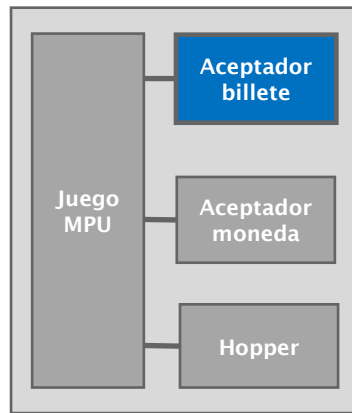 Aceptador
billete
Juego
MPU
Aceptador
moneda
Hopper